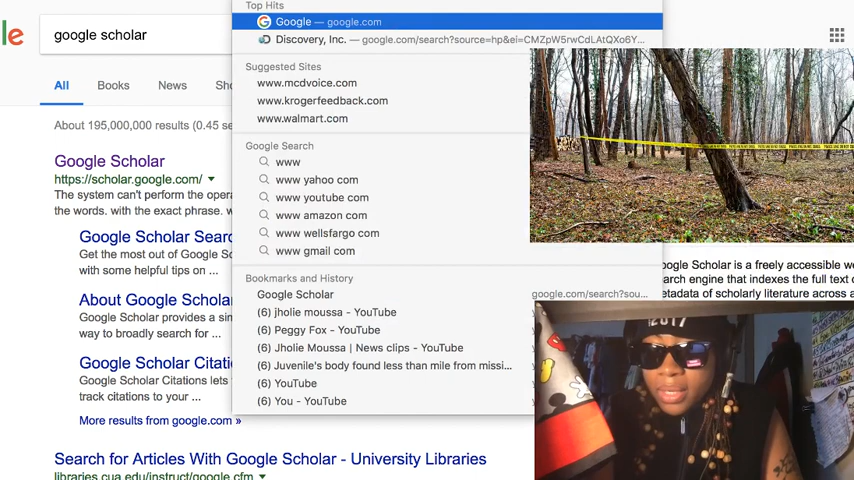 le
google scholar
All
Books
News
About 195,000,000 results (0.45 se
Google Scholar
https://scholar.google.com/
The system can't perform the opera
the words. with the exact phrase. w
Google Scholar Sear
Get the most out of Google Sc
with some helpful tips on ...
About Google Schola
Google Scholar provides a sim
way to broadly search for ...
Google Scholar Citati
Google Scholar Citations lets
track citations to your ...
More results from google.com »
Search for Articles With Google Scholar - University Libraries
libraries.cua.edu/instruct/google.cfm
Top Hits
Google — google.com
Discovery, Inc. — google.com/search?source=hp&ei=CMZpW5rwCdLAtQXo6Y...
Suggested Sites
www.mcdvoice.com
www.krogerfeedback.com
www.walmart.com
Google Search
www
www yahoo com
www youtube com
www amazon com
www wellsfargo com
www gmail com
Bookmarks and History
Google Scholar
google.com/search?sou...
(6) jholie moussa - YouTube
(6) Peggy Fox - YouTube
(6) Jholie Moussa | News clips - YouTube
(6) Juvenile's body found less than mile from missi...
(6) YouTube
(6) You - YouTube
oogle Scholar is a freely accessible we
earch engine that indexes the full text o
etadata of scholarly literature across a
2017